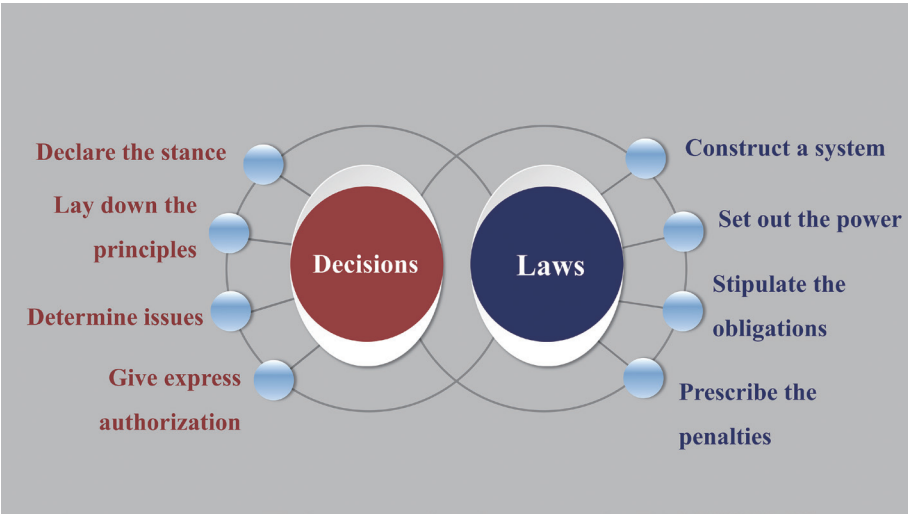 Declare the stance
Lay down the
principles
Determine issues
Give express
authorization
Decisions
Laws
Construct a system
Set out the power
Stipulate the
obligations
Prescribe the
penalties